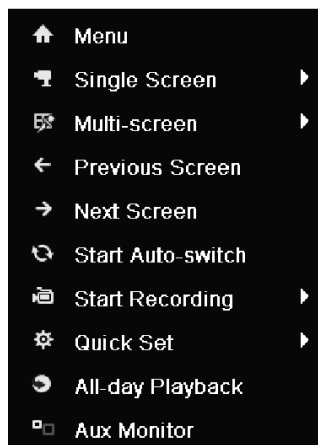 Menu
Single Screen
Multi-screen
Previous Screen
Next Screen
Start Auto-switch
Start Recording
Quick Set
All-day Playback
Aux Monitor